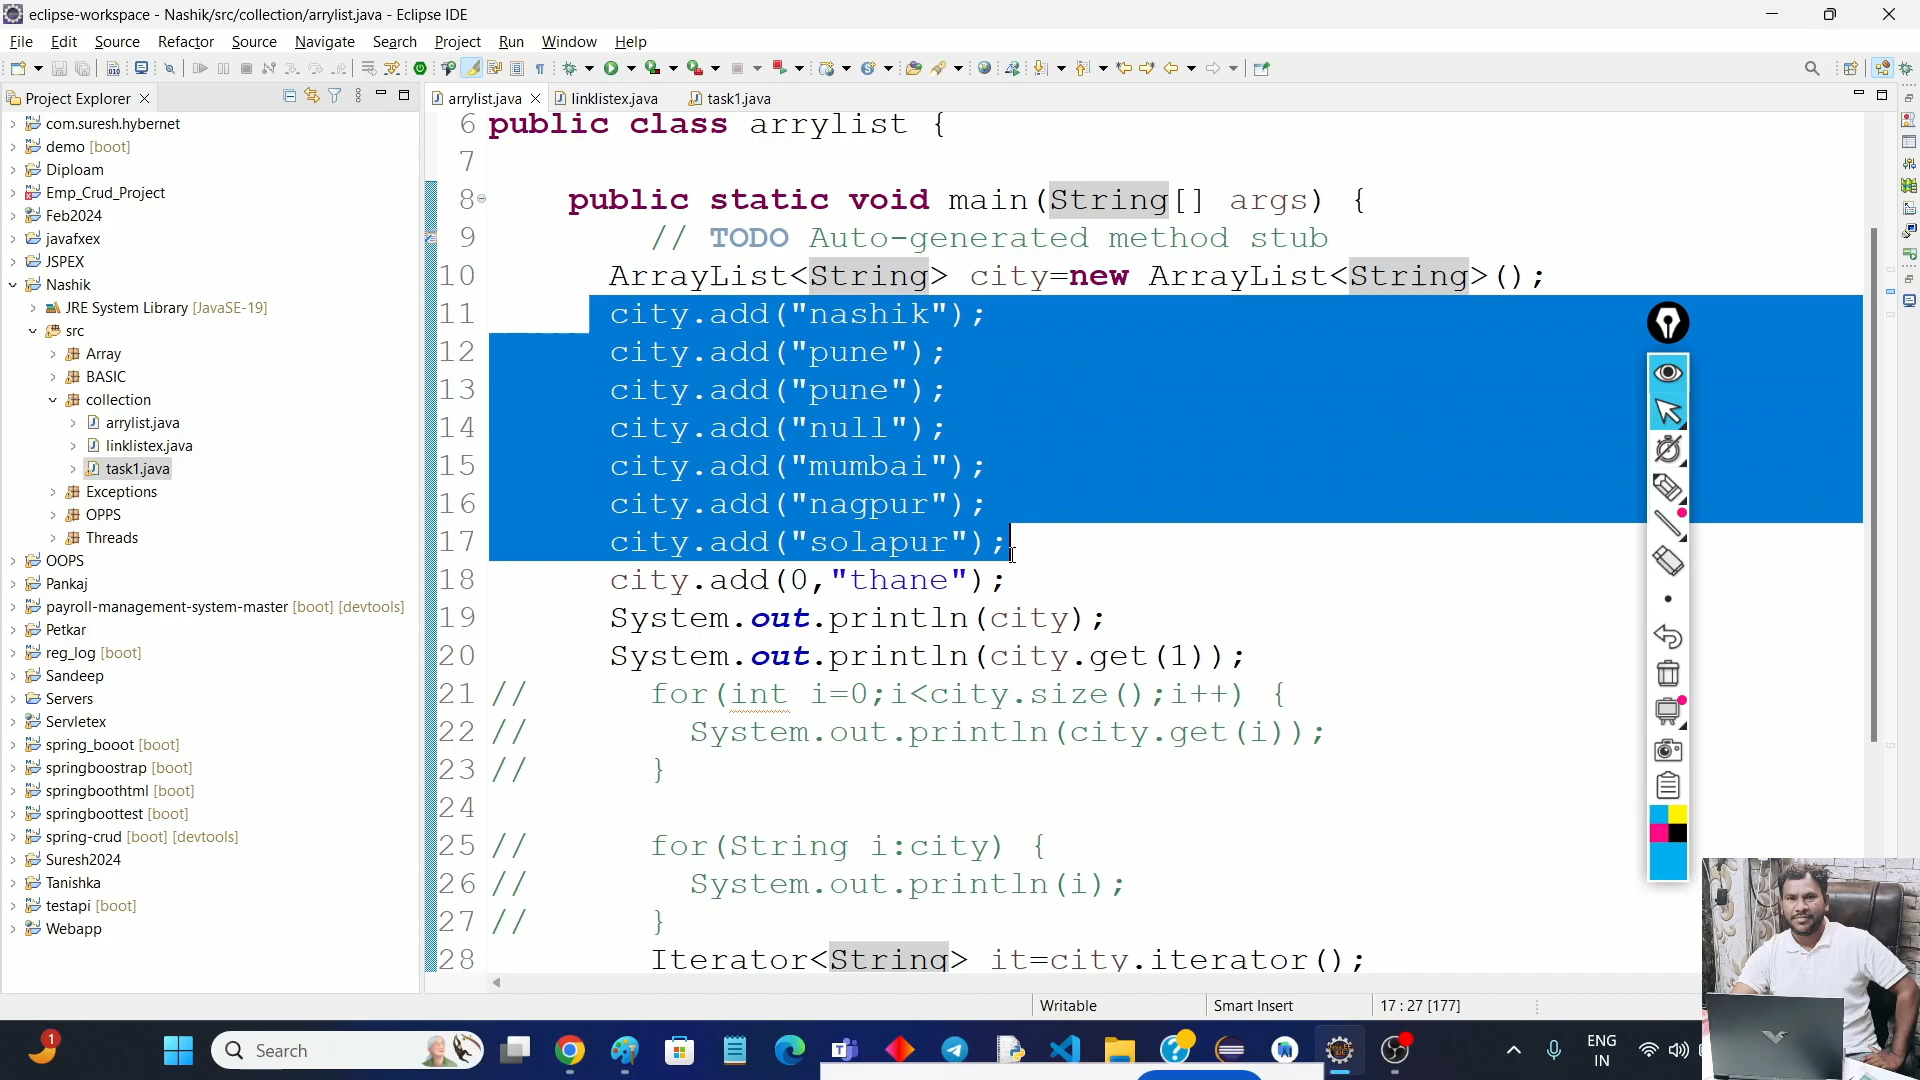 eclipse-workspace - Nashik/src/collection/arrylist.java - Eclipse IDE
File Edit Source Refactor Source Navigate Search Project Run Window Help
Project Explorer
arrylist.java linklistex.java task1.java
com.suresh.hybernet
demo [boot]
Diploam
Emp_Crud_Project
Feb2024
javafxex
JSPEX
Nashik
JRE System Library [JavaSE-19]
src
Array
BASIC
collection
arrylist.java
linklistex.java
task1.java
Exceptions
OPPS
Threads
OOPS
Pankaj
payroll-management-system-master [boot] [devtools]
Petkar
reg_log [boot]
Sandeep
Servers
Servletex
spring_booot [boot]
springboostrap [boot]
springboothtml [boot]
springboottest [boot]
spring-crud [boot] [devtools]
Suresh2024
Tanishka
testapi [boot]
Webapp
6 public class arrylist {
7
8 public static void main(String[] args) {
9 // TODO Auto-generated method stub
10 ArrayList<String> city=new ArrayList<String>();
11 city.add("nashik");
12 city.add("pune");
13 city.add("pune");
14 city.add("null");
15 city.add("mumbai");
16 city.add("nagpur");
17 city.add("solapur");
18 city.add(0,"thane");
19 System.out.println(city);
20 System.out.println(city.get(1));
21 // for(int i=0;i<city.size();i++) {
22 // System.out.println(city.get(i));
23 // }
24
25 // for(String i:city) {
26 // System.out.println(i);
27 // }
28 Iterator<String> it=city.iterator();
Writable Smart Insert 17 : 27 [177]
1
Search
ENG
IN